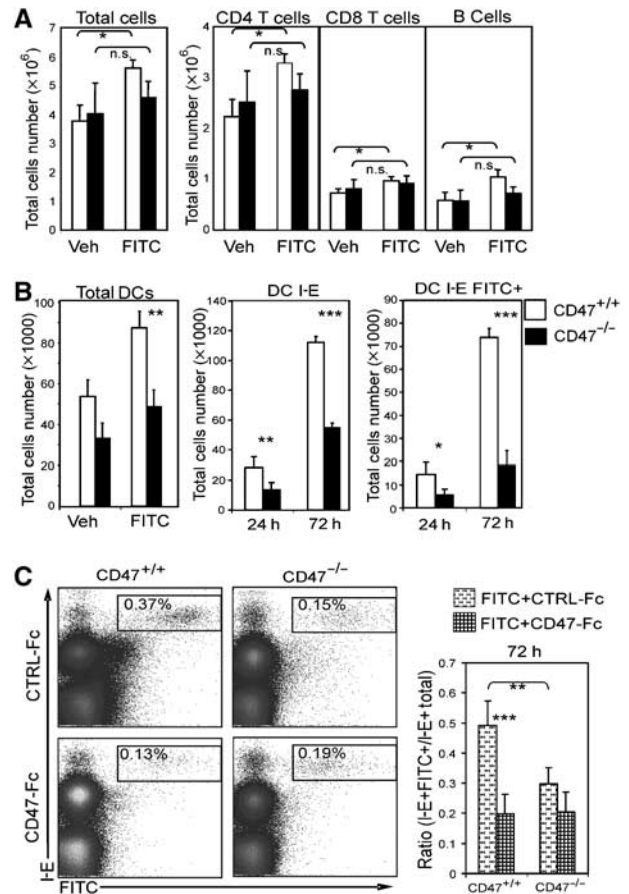 A
Total cells
CD4 T cells
CD8 T cells
B Cells
Total cells number (×10⁶)
6
5
4
3
2
1
0
*
n.s.
Veh
FITC
Total cells number (×10⁶)
4
3
2
1
0
*
n.s.
Veh
FITC
*
n.s.
Veh
FITC
*
n.s.
Veh
FITC
B
Total DCs
DC I-E
DC I-E FITC+
Total cells number (×1000)
100
80
60
40
20
0
**
Veh
FITC
Total cells number (×1000)
140
120
100
80
60
40
20
0
**
***
24 h
72 h
Total cells number (×1000)
90
80
70
60
50
40
30
20
10
0
*
***
24 h
72 h
CD47⁺/⁺
CD47⁻/⁻
C
CD47⁺/⁺
CD47⁻/⁻
CTRL-Fc
0.37%
0.15%
CD47-Fc
0.13%
0.19%
I-E
FITC
FITC+CTRL-Fc
FITC+CD47-Fc
72 h
Ratio (I-E+FITC+/I-E+ total)
0.7
0.6
0.5
0.4
0.3
0.2
0.1
0
**
***
CD47⁺/⁺
CD47⁻/⁻